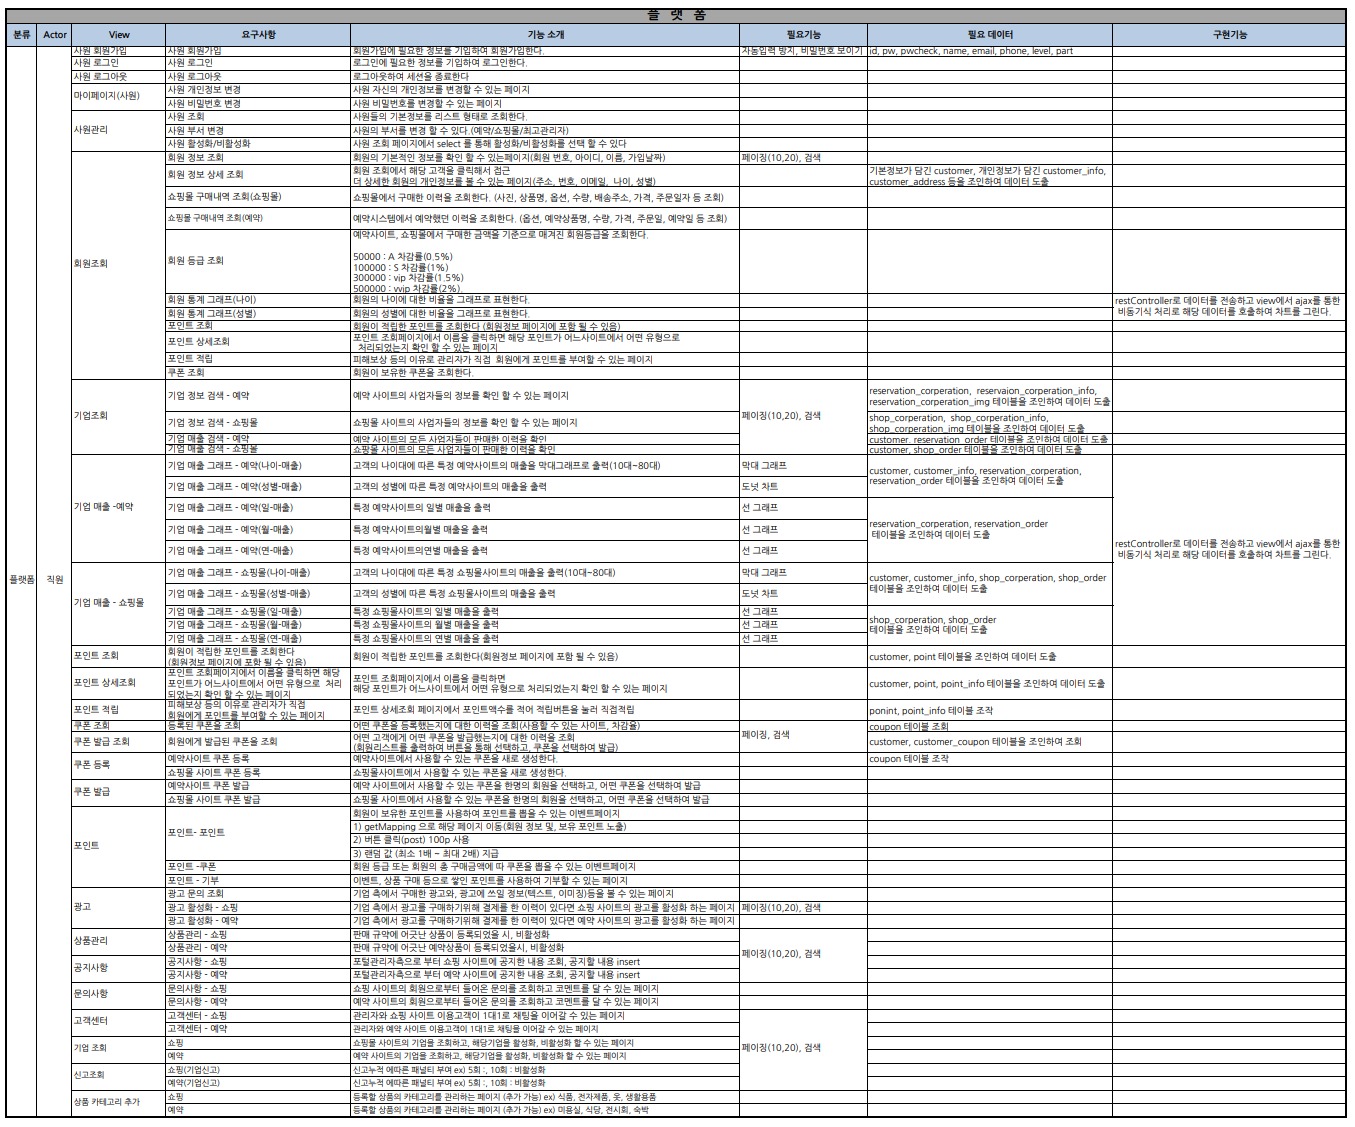 플 랫 폼
분류 Actor View 요구사항 기능 소개 필요기능 필요 데이터 구현기능
플랫폼 직원
사원 회원가입 사원 회원가입 회원가입에 필요한 정보를 기입하여 회원가입한다. 자동입력 방지, 비밀번호 보이기 id, pw, pwcheck, name, email, phone, level, part
사원 로그인 사원 로그인 로그인에 필요한 정보를 기입하여 로그인한다.
사원 로그아웃 사원 로그아웃 로그아웃하여 세션을 종료한다
마이페이지(사원) 사원 개인정보 변경 사원 자신의 개인정보를 변경할 수 있는 페이지
사원 비밀번호 변경 사원 비밀번호를 변경할 수 있는 페이지
사원관리 사원 조회 사원들의 기본정보를 리스트 형태로 조회한다.
사원 부서 변경 사원의 부서를 변경 할 수 있다.(예약/쇼핑몰/최고관리자)
사원 활성화/비활성화 사원 조회 페이지에서 select 를 통해 활성화/비활성화를 선택 할 수 있다
회원조회 회원 정보 조회 회원의 기본적인 정보를 확인 할 수 있는페이지(회원 번호, 아이디, 이름, 가입날짜) 페이징(10,20), 검색
회원 정보 상세 조회 회원 조회에서 해당 고객을 클릭해서 접근
더 상세한 회원의 개인정보를 볼 수 있는 페이지(주소, 번호, 이메일, 나이, 성별)
기본정보가 담긴 customer, 개인정보가 담긴 customer_info,
customer_address 등을 조인하여 데이터 도출
쇼핑몰 구매내역 조회(쇼핑몰) 쇼핑몰에서 구매한 이력을 조회한다. (사진, 상품명, 옵션, 수량, 배송주소, 가격, 주문일자 등 조회)
쇼핑몰 구매내역 조회(예약) 예약시스템에서 예약했던 이력을 조회한다. (옵션, 예약상품명, 수량, 가격, 주문일, 예약일 등 조회)
회원 등급 조회 예약사이트, 쇼핑몰에서 구매한 금액을 기준으로 매겨진 회원등급을 조회한다.
50000 : A 차감률(0.5%)
100000 : S 차감률(1%)
300000 : vip 차감률(1.5%)
500000 : vvip 차감률(2%).
회원 통계 그래프(나이) 회원의 나이에 대한 비율을 그래프로 표현한다.
회원 통계 그래프(성별) 회원의 성별에 대한 비율을 그래프로 표현한다.
restController로 데이터를 전송하고 view에서 ajax를 통한
비동기식 처리로 해당 데이터를 호출하여 차트를 그린다.
포인트 조회 회원이 적립한 포인트를 조회한다 (회원정보 페이지에 포함 될 수 있음)
포인트 상세조회 포인트 조회페이지에서 이름을 클릭하면 해당 포인트가 어느사이트에서 어떤 유형으로
처리되었는지 확인 할 수 있는 페이지
포인트 적립 피해보상 등의 이유로 관리자가 직접 회원에게 포인트를 부여할 수 있는 페이지
쿠폰 조회 회원이 보유한 쿠폰을 조회한다.
기업조회 기업 정보 검색 - 예약 예약 사이트의 사업자들의 정보를 확인 할 수 있는 페이지 페이징(10,20), 검색
reservation_corperation, reservaion_corperation_info,
reservation_corperation_img 테이블을 조인하여 데이터 도출
기업 정보 검색 - 쇼핑몰 쇼핑몰 사이트의 사업자들의 정보를 확인 할 수 있는 페이지
shop_corperation, shop_corperation_info,
shop_corperation_img 테이블을 조인하여 데이터 도출
기업 매출 검색 - 예약 예약 사이트의 모든 사업자들이 판매한 이력을 확인 customer. reservation_order 테이블을 조인하여 데이터 도출
기업 매출 검색 - 쇼핑몰 쇼핑몰 사이트의 모든 사업자들이 판매한 이력을 확인 customer, shop_order 테이블을 조인하여 데이터 도출
기업 매출 -예약 기업 매출 그래프 - 예약(나이-매출) 고객의 나이대에 따른 특정 예약사이트의 매출을 막대그래프로 출력(10대~80대) 막대 그래프
customer, customer_info, reservation_corperation,
reservation_order 테이블을 조인하여 데이터 도출
기업 매출 그래프 - 예약(성별-매출) 고객의 성별에 따른 특정 예약사이트의 매출을 출력 도넛 차트
기업 매출 그래프 - 예약(일-매출) 특정 예약사이트의 일별 매출을 출력 선 그래프
기업 매출 그래프 - 예약(월-매출) 특정 예약사이트의월별 매출을 출력 선 그래프
reservation_corperation, reservation_order
테이블을 조인하여 데이터 도출
기업 매출 그래프 - 예약(연-매출) 특정 예약사이트의연별 매출을 출력 선 그래프
restController로 데이터를 전송하고 view에서 ajax를 통한
비동기식 처리로 해당 데이터를 호출하여 차트를 그린다.
기업 매출 - 쇼핑몰 기업 매출 그래프 - 쇼핑몰(나이-매출) 고객의 나이대에 따른 특정 쇼핑몰사이트의 매출을 출력(10대~80대) 막대 그래프
customer, customer_info, shop_corperation, shop_order
테이블을 조인하여 데이터 도출
기업 매출 그래프 - 쇼핑몰(성별-매출) 고객의 성별에 따른 특정 쇼핑몰사이트의 매출을 출력 도넛 차트
기업 매출 그래프 - 쇼핑몰(일-매출) 특정 쇼핑몰사이트의 일별 매출을 출력 선 그래프
기업 매출 그래프 - 쇼핑몰(월-매출) 특정 쇼핑몰사이트의 월별 매출을 출력 선 그래프
shop_corperation, shop_order
테이블을 조인하여 데이터 도출
기업 매출 그래프 - 쇼핑몰(연-매출) 특정 쇼핑몰사이트의 연별 매출을 출력 선 그래프
포인트 조회 회원이 적립한 포인트를 조회한다
(회원정보 페이지에 포함 될 수 있음)
회원이 적립한 포인트를 조회한다(회원정보 페이지에 포함 될 수 있음) customer, point 테이블을 조인하여 데이터 도출
포인트 상세조회 포인트 조회페이지에서 이름을 클릭하면 해당
포인트가 어느사이트에서 어떤 유형으로 처리
되었는지 확인 할 수 있는 페이지
포인트 조회페이지에서 이름을 클릭하면
해당 포인트가 어느사이트에서 어떤 유형으로 처리되었는지 확인 할 수 있는 페이지
customer, point, point_info 테이블을 조인하여 데이터 도출
포인트 적립 피해보상 등의 이유로 관리자가 직접
회원에게 포인트를 부여할 수 있는 페이지
포인트 상세조회 페이지에서 포인트액수를 적어 적립버튼을 눌러 직접적립 ponint, point_info 테이블 조작
쿠폰 조회 등록된 쿠폰을 조회 어떤 쿠폰을 등록했는지에 대한 이력을 조회(사용할 수 있는 사이트, 차감율) 페이징, 검색 coupon 테이블 조회
쿠폰 발급 조회 회원에게 발급된 쿠폰을 조회 어떤 고객에게 어떤 쿠폰을 발급했는지에 대한 이력을 조회
(회원리스트를 출력하여 버튼을 통해 선택하고, 쿠폰을 선택하여 발급)
customer, customer_coupon 테이블을 조인하여 조회
쿠폰 등록 예약사이트 쿠폰 등록 예약사이트에서 사용할 수 있는 쿠폰을 새로 생성한다. coupon 테이블 조작
쇼핑몰 사이트 쿠폰 등록 쇼핑몰사이트에서 사용할 수 있는 쿠폰을 새로 생성한다.
쿠폰 발급 예약사이트 쿠폰 발급 예약 사이트에서 사용할 수 있는 쿠폰을 한명의 회원을 선택하고, 어떤 쿠폰을 선택하여 발급
쇼핑몰 사이트 쿠폰 발급 쇼핑몰 사이트에서 사용할 수 있는 쿠폰을 한명의 회원을 선택하고, 어떤 쿠폰을 선택하여 발급
포인트 포인트- 포인트 회원이 보유한 포인트를 사용하여 포인트를 뽑을 수 있는 이벤트페이지
1) getMapping 으로 해당 페이지 이동(회원 정보 및, 보유 포인트 노출)
2) 버튼 클릭(post) 100p 사용
3) 랜덤 값 (최소 1배 ~ 최대 2배) 지급
포인트 -쿠폰 회원 등급 또는 회원의 총 구매금액에 따 쿠폰을 뽑을 수 있는 이벤트페이지
포인트 - 기부 이벤트, 상품 구매 등으로 쌓인 포인트를 사용하여 기부할 수 있는 페이지
광고 광고 문의 조회 기업 측에서 구매한 광고와, 광고에 쓰일 정보(텍스트, 이미징)등을 볼 수 있는 페이지
광고 활성화 - 쇼핑 기업 측에서 광고를 구매하기위해 결제를 한 이력이 있다면 쇼핑 사이트의 광고를 활성화 하는 페이지 페이징(10,20), 검색
광고 활성화 - 예약 기업 측에서 광고를 구매하기위해 결제를 한 이력이 있다면 예약 사이트의 광고를 활성화 하는 페이지
상품관리 상품관리 - 쇼핑 판매 규약에 어긋난 상품이 등록되었을 시, 비활성화
상품관리 - 예약 판매 규약에 어긋난 예약상품이 등록되었을시, 비활성화
페이징(10,20), 검색
공지사항 공지사항 - 쇼핑 포털관리자측으로 부터 쇼핑 사이트에 공지한 내용 조회, 공지할 내용 insert
공지사항 - 예약 포털관리자측으로 부터 예약 사이트에 공지한 내용 조회, 공지할 내용 insert
문의사항 문의사항 - 쇼핑 쇼핑 사이트의 회원으로부터 들어온 문의를 조회하고 코멘트를 달 수 있는 페이지
문의사항 - 예약 예약 사이트의 회원으로부터 들어온 문의를 조회하고 코멘트를 달 수 있는 페이지
고객센터 고객센터 - 쇼핑 관리자와 쇼핑 사이트 이용고객이 1대1로 채팅을 이어갈 수 있는 페이지
고객센터 - 예약 관리자와 예약 사이트 이용고객이 1대1로 채팅을 이어갈 수 있는 페이지
기업 조회 쇼핑 쇼핑몰 사이트의 기업을 조회하고, 해당기업을 활성화, 비활성화 할 수 있는 페이지 페이징(10,20), 검색
예약 예약 사이트의 기업을 조회하고, 해당기업을 활성화, 비활성화 할 수 있는 페이지
신고조회 쇼핑(기업신고) 신고누적 에따른 패널티 부여 ex) 5회 :, 10회 : 비활성화
예약(기업신고) 신고누적 에따른 패널티 부여 ex) 5회 :, 10회 : 비활성화
상품 카테고리 추가 쇼핑 등록할 상품의 카테고리를 관리하는 페이지 (추가 가능) ex) 식품, 전자제품, 옷, 생활용품
예약 등록할 상품의 카테고리를 관리하는 페이지 (추가 가능) ex) 미용실, 식당, 전시회, 숙박